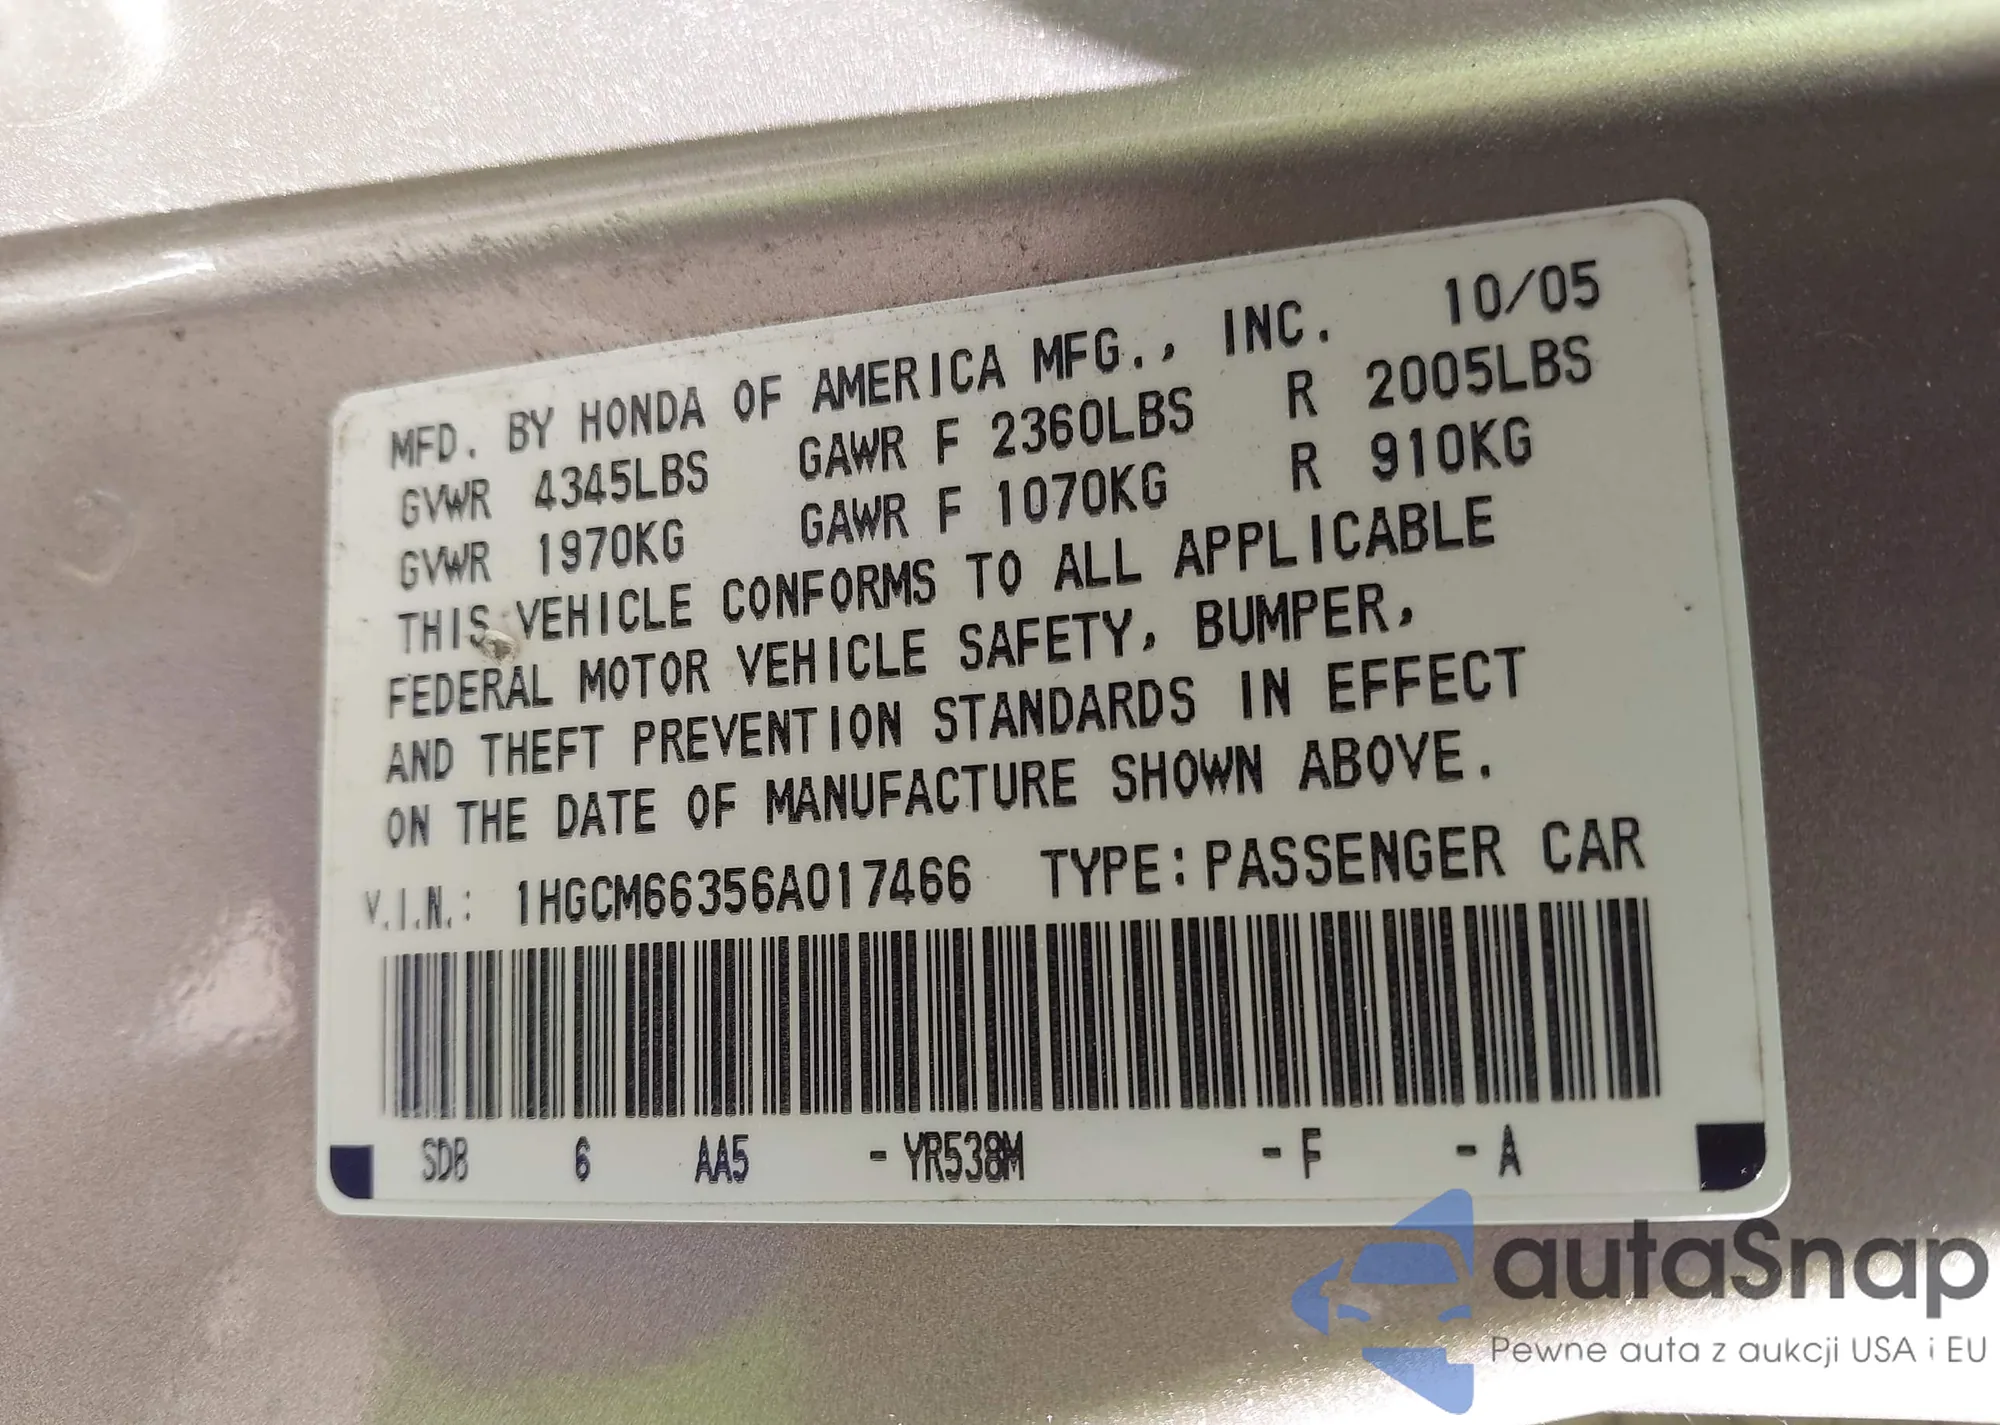 MFD. BY HONDA OF AMERICA MFG., INC. 10/05
GVWR 4345LBS GAWR F 2360LBS R 2005LBS
GVWR 1970KG GAWR F 1070KG R 910KG
THIS VEHICLE CONFORMS TO ALL APPLICABLE
FEDERAL MOTOR VEHICLE SAFETY, BUMPER,
AND THEFT PREVENTION STANDARDS IN EFFECT
ON THE DATE OF MANUFACTURE SHOWN ABOVE.
V.I.N.: 1HGCM66356A017466 TYPE:PASSENGER CAR
SDB 6 AA5 -YR538M -F -A
autaSnap
Pewne auta z aukcji USA i EU